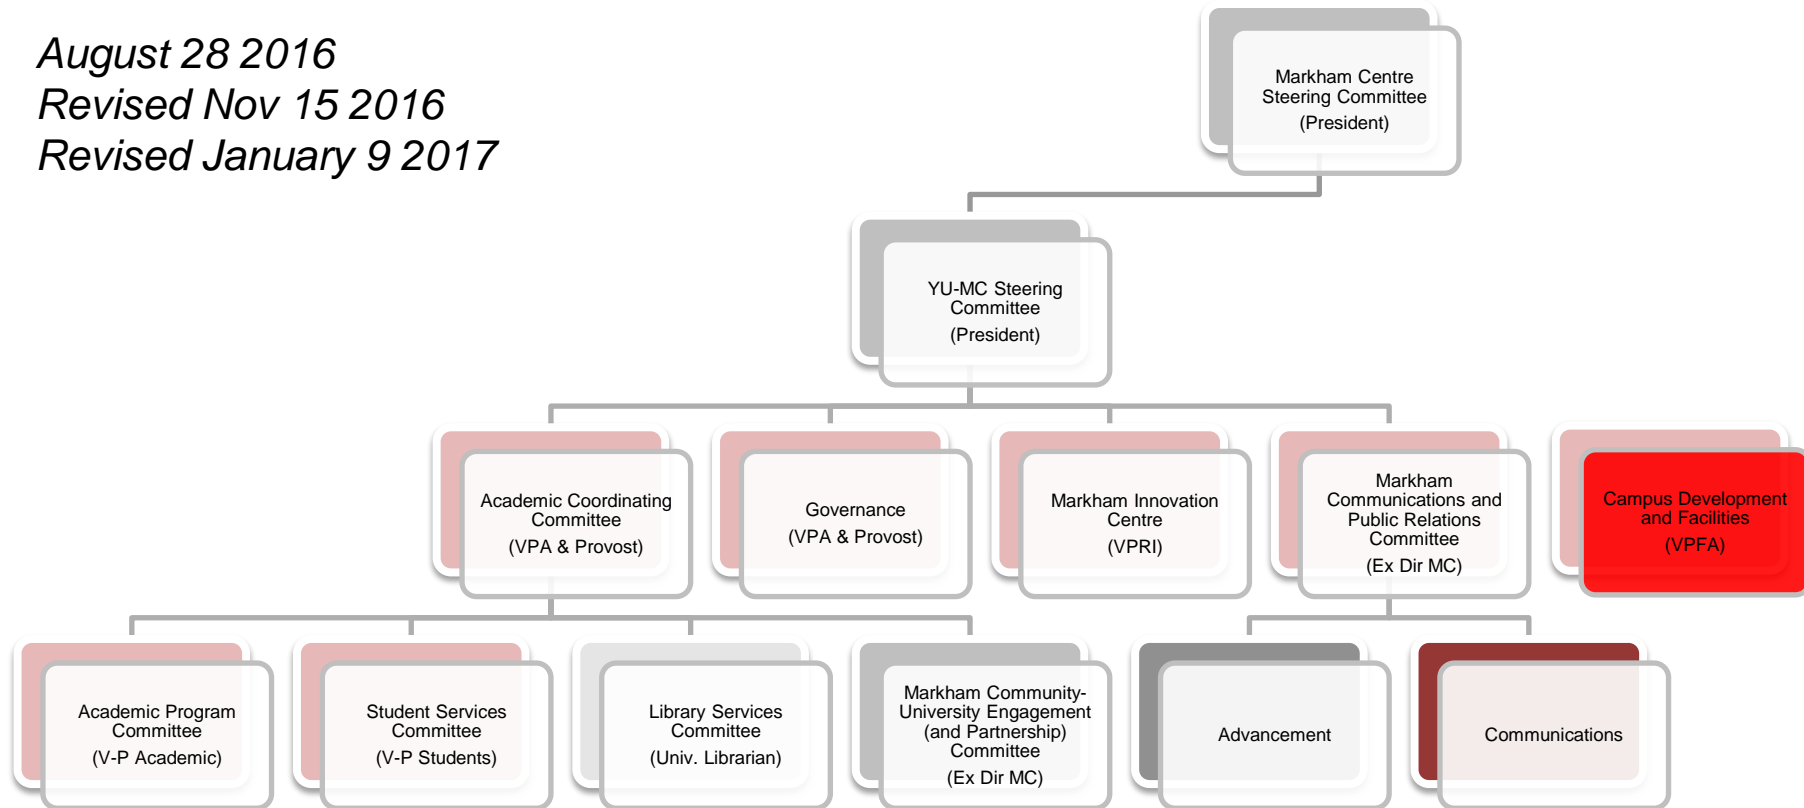 August 28 2016
Revised Nov 15 2016
Revised January 9 2017
Markham Centre
Steering Committee
(President)
YU-MC Steering
Committee
(President)
Academic Coordinating
Committee
(VPA & Provost)
Governance
(VPA & Provost)
Markham Innovation
Centre
(VPRI)
Markham
Communications and
Public Relations
Committee
(Ex Dir MC)
Campus Development
and Facilities
(VPFA)
Academic Program
Committee
(V-P Academic)
Student Services
Committee
(V-P Students)
Library Services
Committee
(Univ. Librarian)
Markham Community-
University Engagement
(and Partnership)
Committee
(Ex Dir MC)
Advancement
Communications